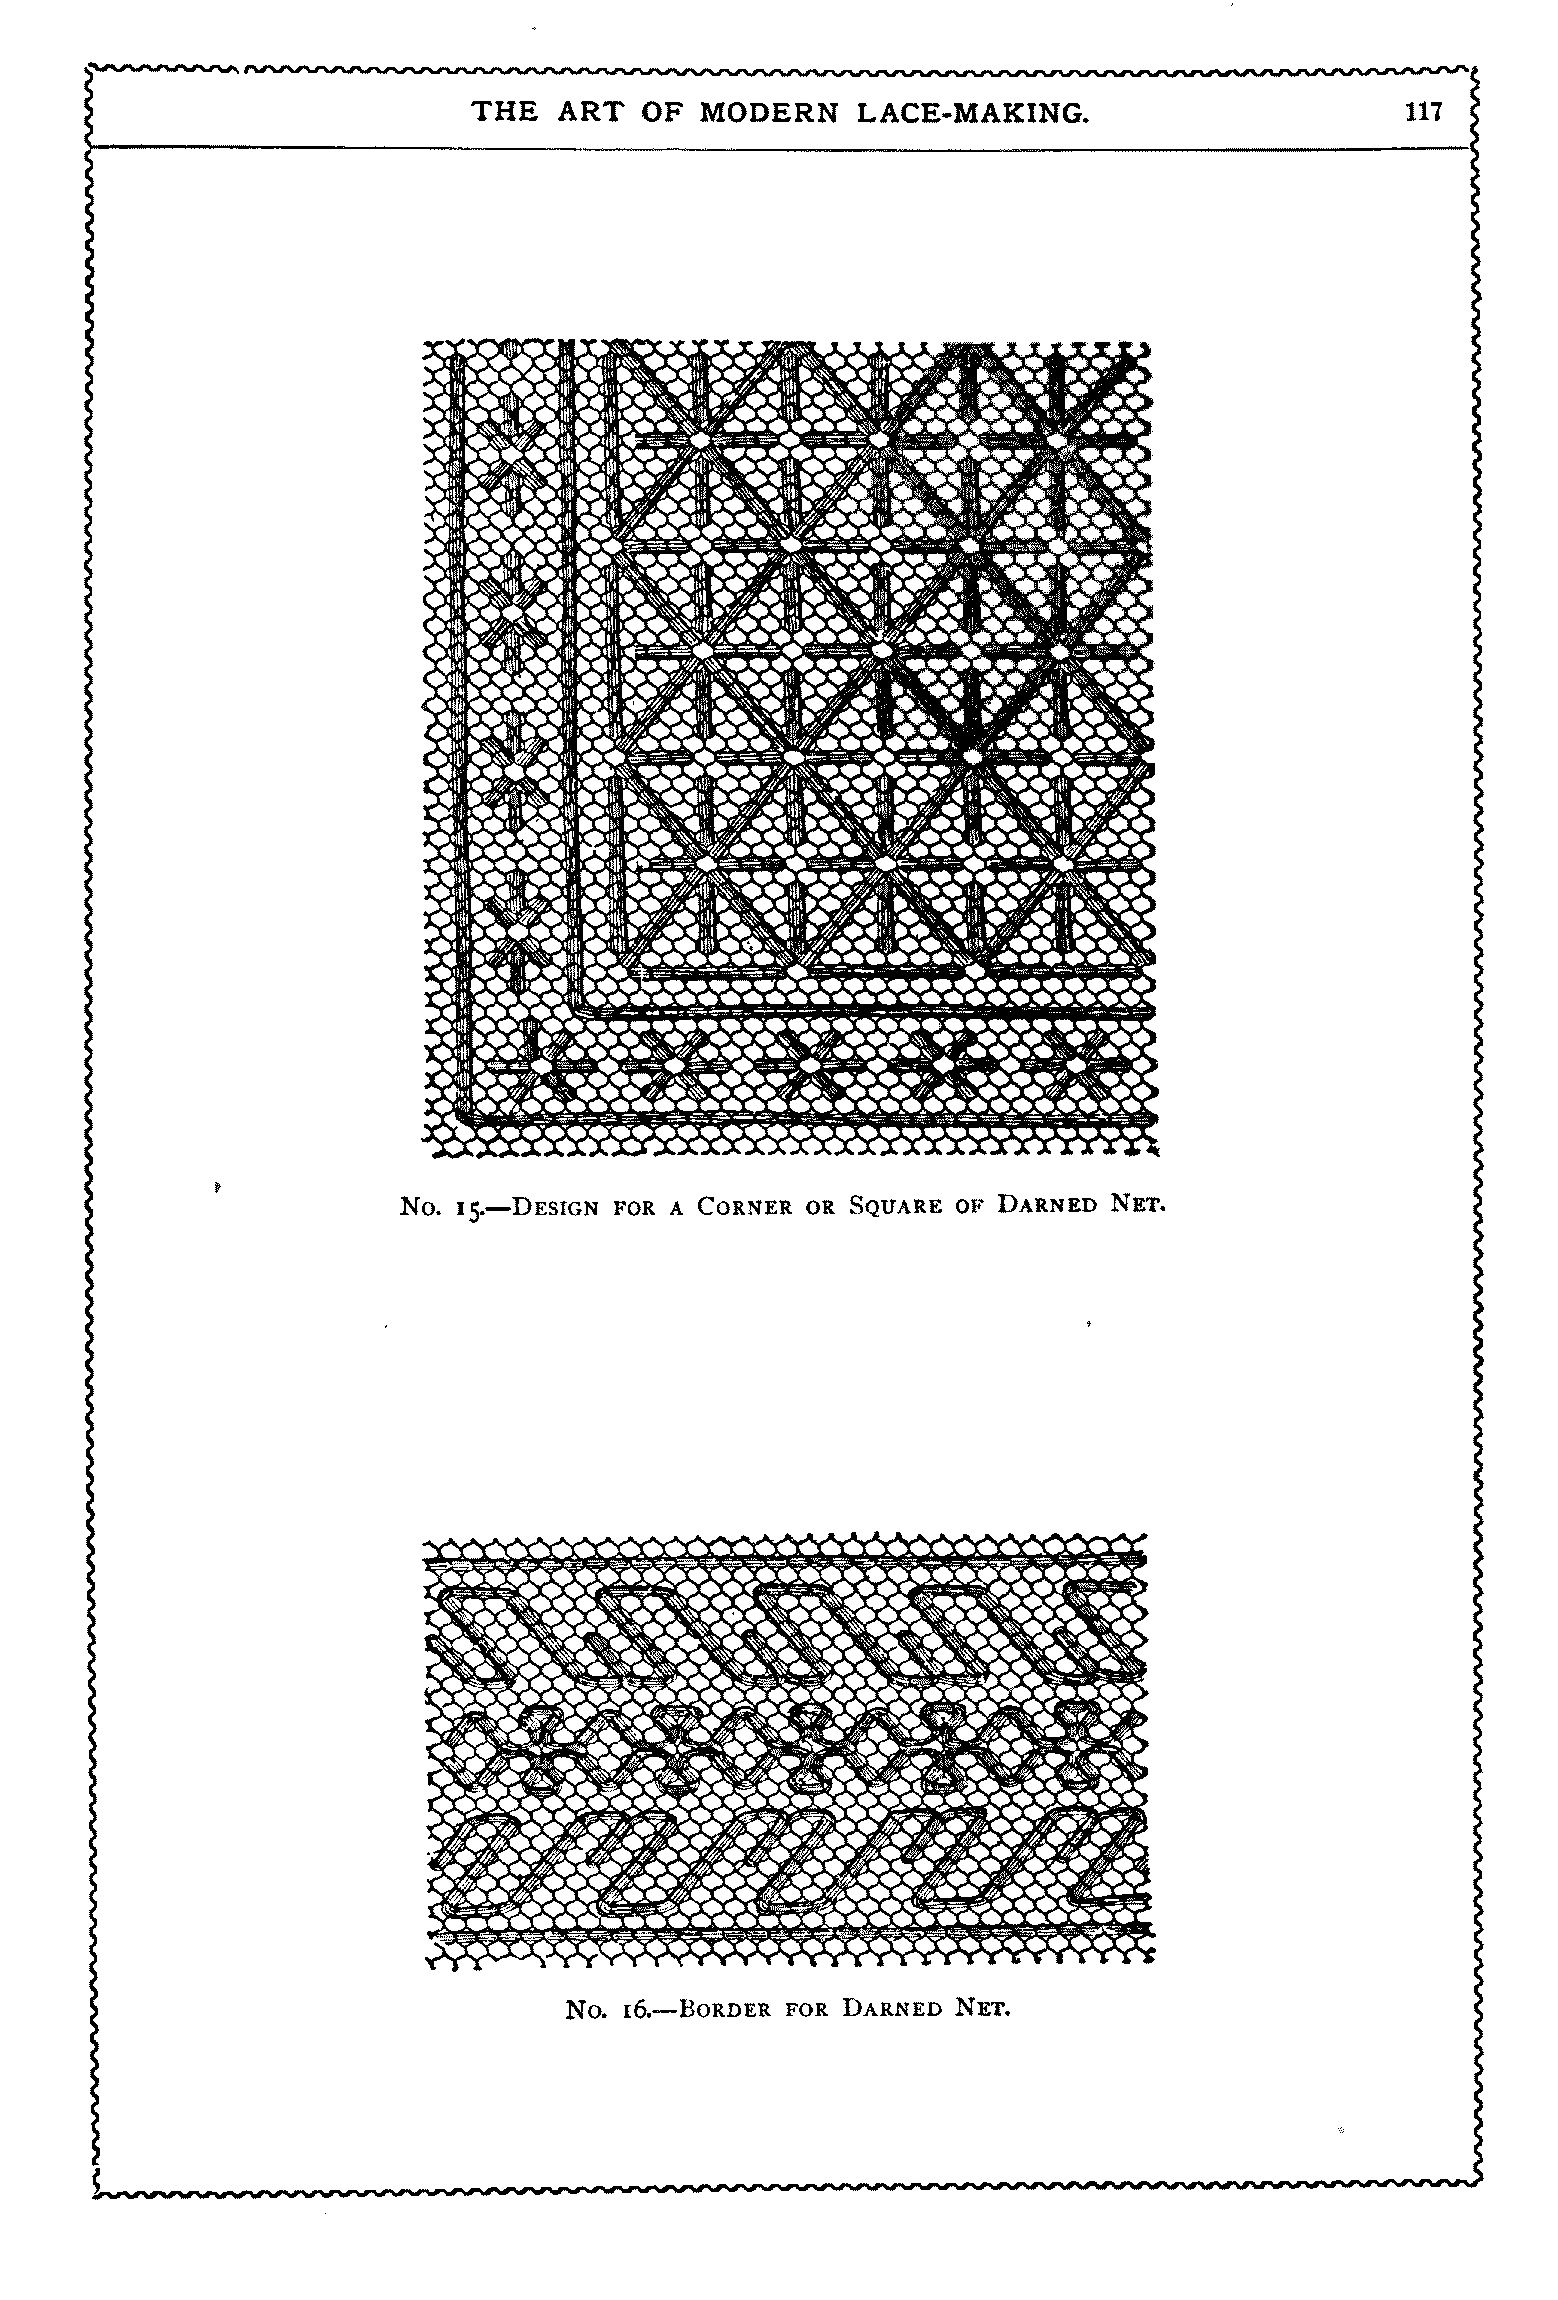 THE ART OF MODERN LACE-MAKING. 117
No. 15.—Design for a Corner or Square of Darned Net.
No. 16.—Border for Darned Net.